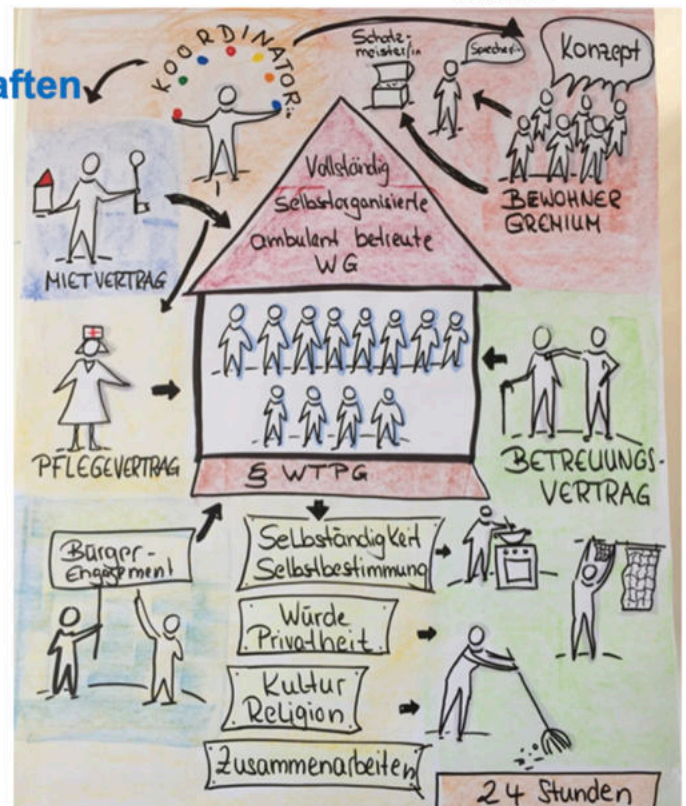 aften
KOORDINATOR:
Schatz-
meister/in
Sprecher/in
Konzept
BEWOHNER
GREMIUM
Vollständig
Selbstorganisierte
ambulant betreute
WG
MIETVERTRAG
PFLEGEVERTRAG
§ WTPG
BETREUUNGS-
VERTRAG
Bürger-
Engagement
Selbständigkeit
Selbstbestimmung
Würde
Privatheit
Kultur
Religion
Zusammenarbeiten
24 Stunden